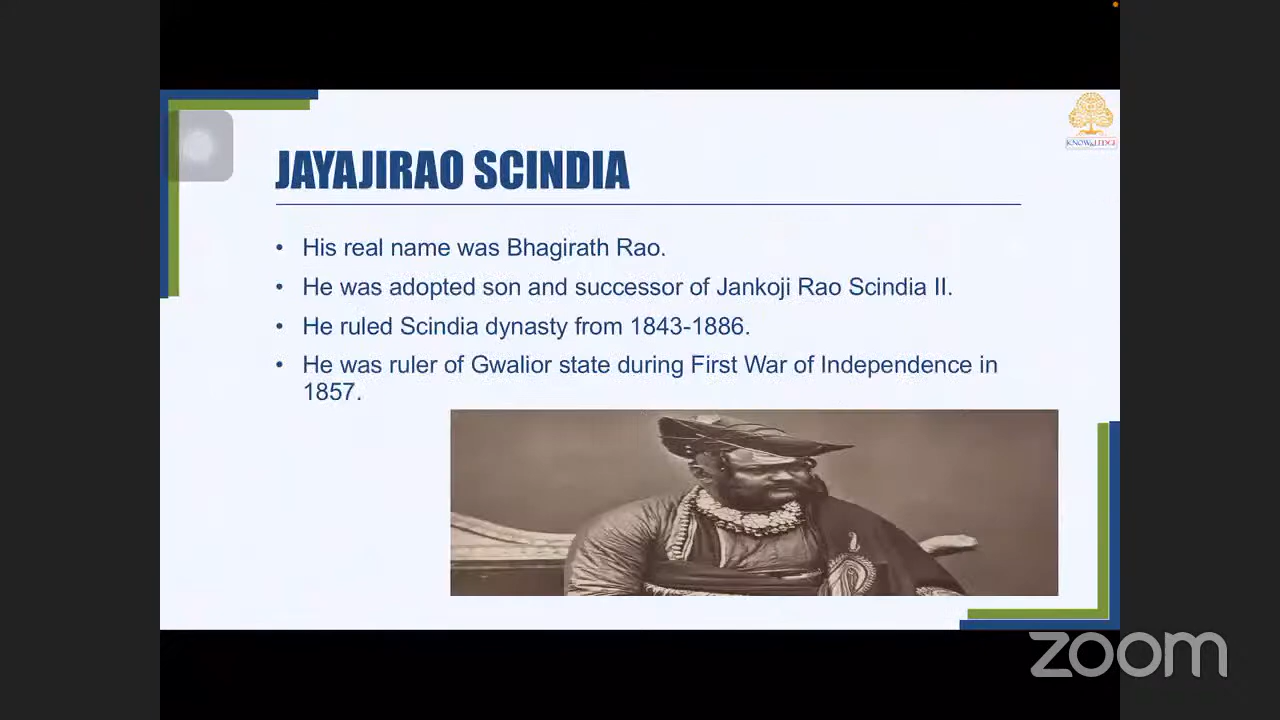 KNOWLEDGE
JAYAJIRAO SCINDIA
• His real name was Bhagirath Rao.
• He was adopted son and successor of Jankoji Rao Scindia II.
• He ruled Scindia dynasty from 1843-1886.
• He was ruler of Gwalior state during First War of Independence in
1857.
zoom